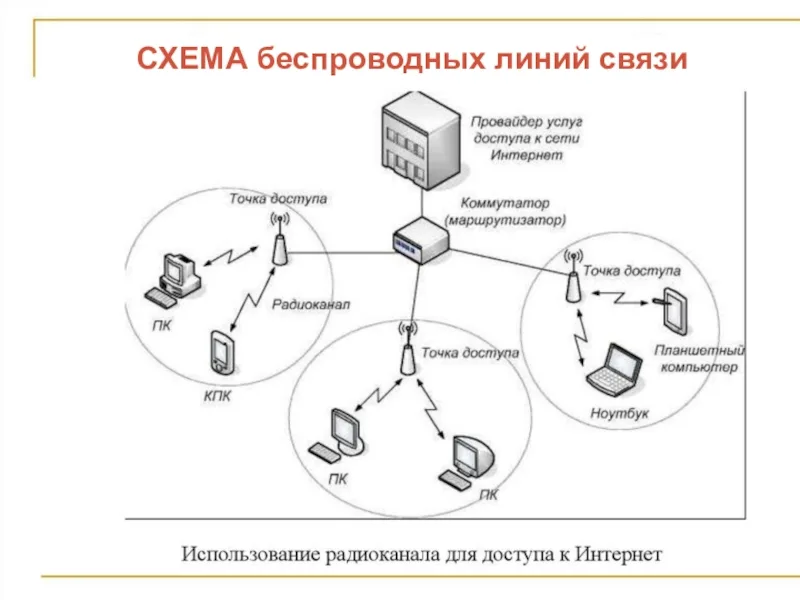 СХЕМА беспроводных линий связи
Провайдер услуг
доступа к сети
Интернет
Точка доступа
Коммутатор
(маршрутизатор)
Точка доступа
Радиоканал
ПК
Точка доступа
Планшетный
компьютер
КПК
Ноутбук
ПК
ПК
Использование радиоканала для доступа к Интернет